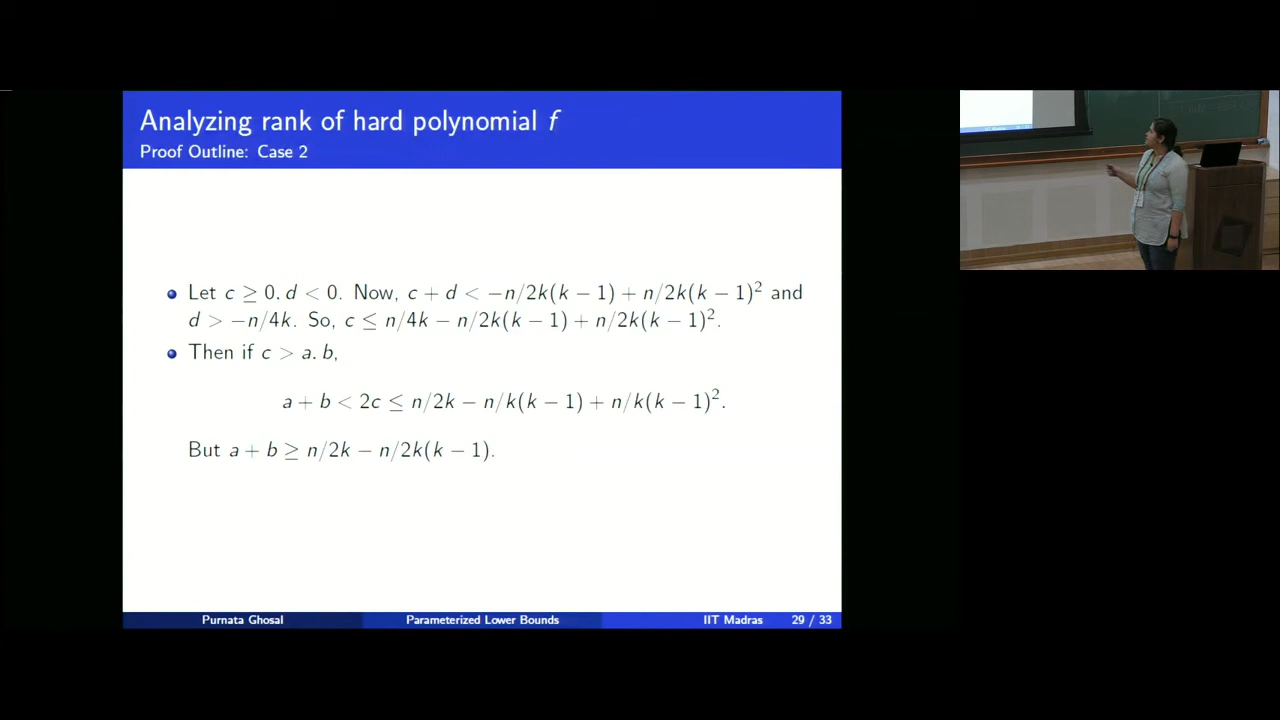 Analyzing rank of hard polynomial f
Proof Outline: Case 2
Let c ≥ 0, d < 0. Now, c + d < −n/2k(k − 1) + n/2k(k − 1)² and
d > −n/4k. So, c ≤ n/4k − n/2k(k − 1) + n/2k(k − 1)².
Then if c > a, b,
a + b < 2c ≤ n/2k − n/k(k − 1) + n/k(k − 1)².
But a + b ≥ n/2k − n/2k(k − 1).
Purnata Ghosal Parameterized Lower Bounds IIT Madras 29 / 33